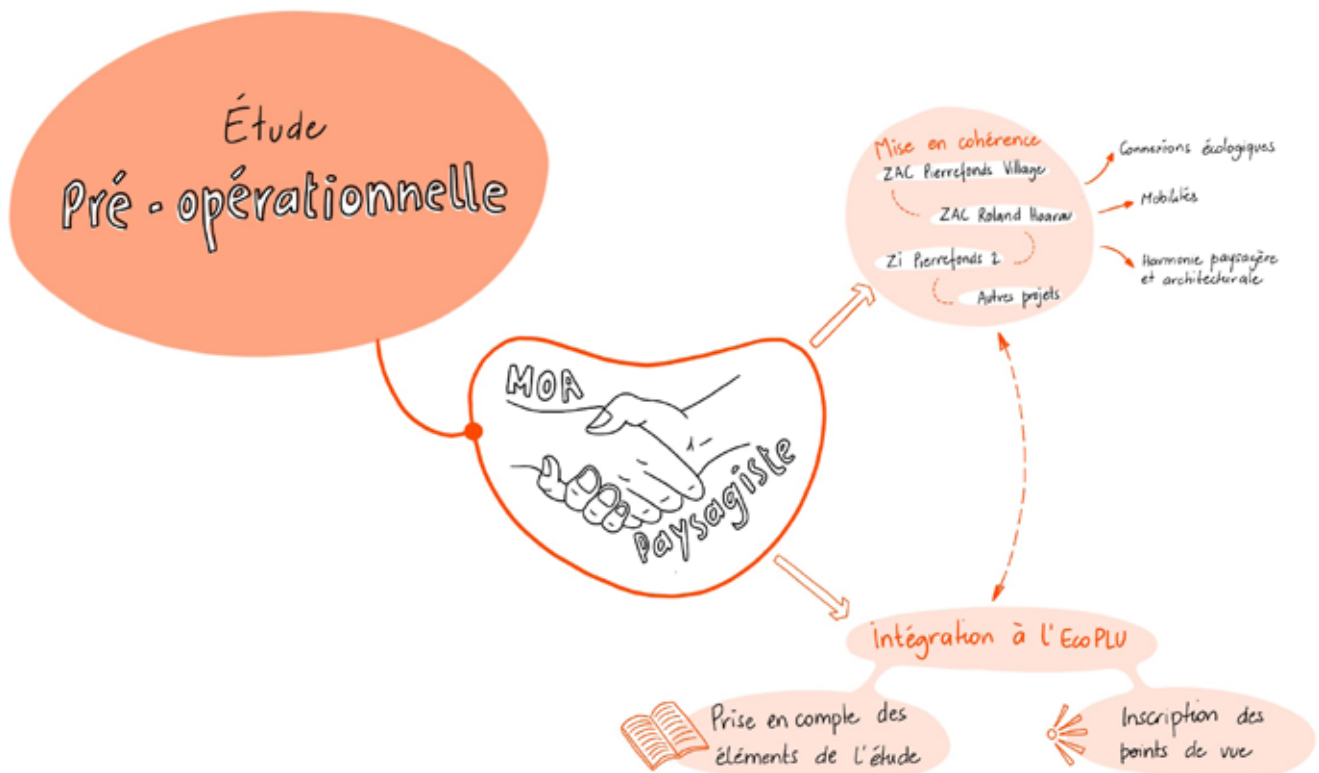 Étude
Pré - opérationnelle
MOA
Paysagiste
Mise en cohérence
ZAC Pierrefonds Village
ZAC Roland Hoarau
Zi Pierrefonds 2
Autres projets
Connexions écologiques
Mobilités
Harmonie paysagère
et architecturale
intégration à l'EcoPLU
Prise en comple des
éléments de l'étude
Inscription des
points de vue